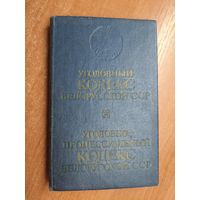 УГОЛОВНЫЙ
КОДЕКС
БЕЛОРУССКОЙ ССР
УГОЛОВНО-
ПРОЦЕССУАЛЬНЫЙ
КОДЕКС
БЕЛОРУССКОЙ ССР